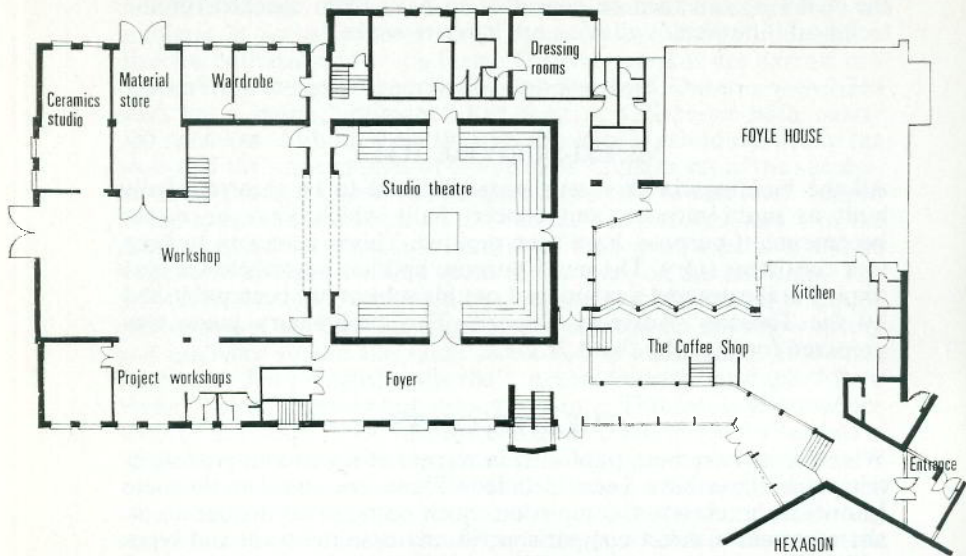 Ceramics
studio
Material
store
Wardrobe
Dressing
rooms
FOYLE HOUSE
Studio theatre
Workshop
Kitchen
The Coffee Shop
Project workshops
Foyer
Entrance
HEXAGON